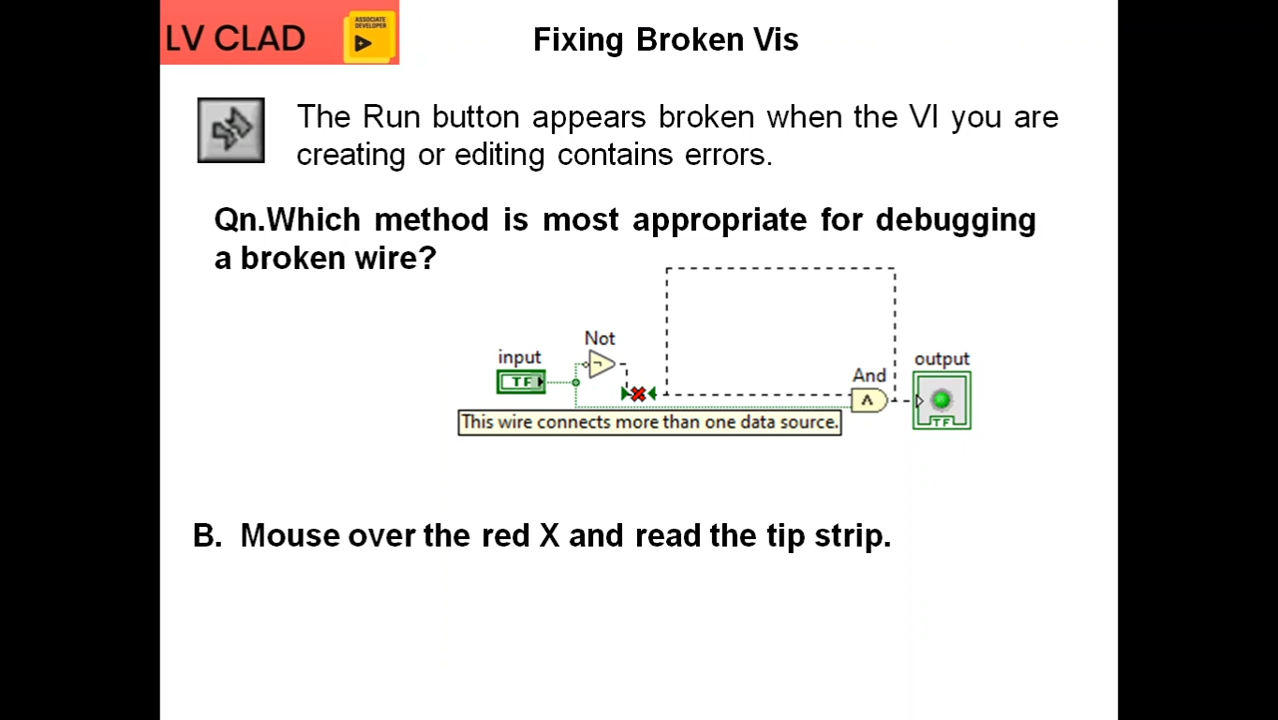 LV CLAD
ASSOCIATE
DEVELOPER
Fixing Broken Vis
The Run button appears broken when the VI you are
creating or editing contains errors.
Qn.Which method is most appropriate for debugging
a broken wire?
Not
input
TF
And
output
TF
This wire connects more than one data source.
B. Mouse over the red X and read the tip strip.